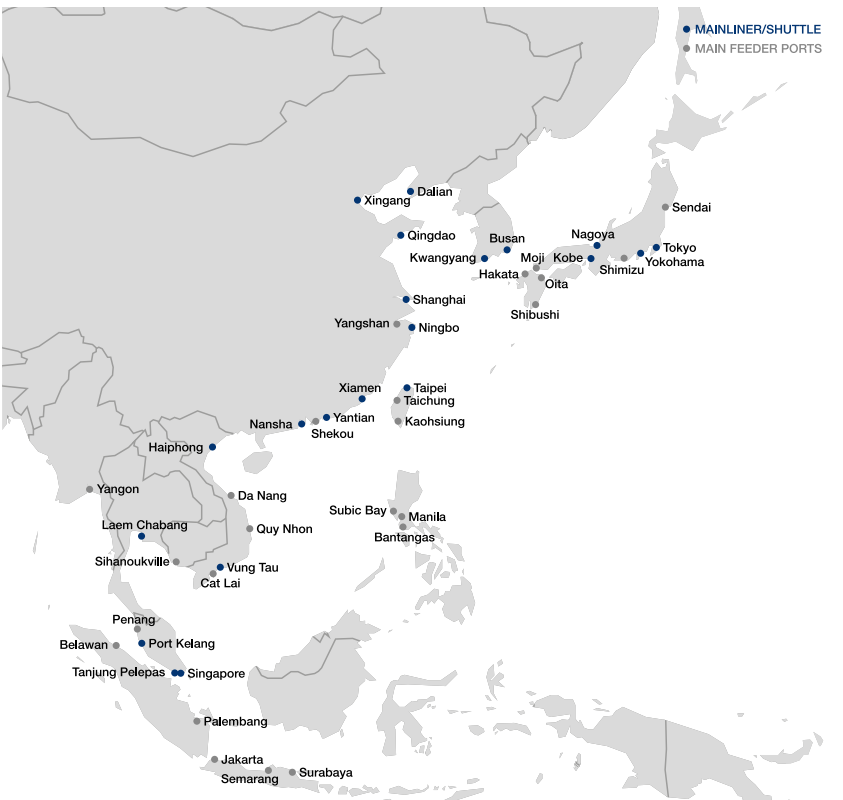 MAINLINER/SHUTTLE
MAIN FEEDER PORTS
Dalian
Xingang
Sendai
Qingdao
Busan
Nagoya
Tokyo
Kwangyang
Moji
Kobe
Yokohama
Hakata
Shimizu
Oita
Shanghai
Shibushi
Yangshan
Ningbo
Xiamen
Taipei
Taichung
Nansha
Yantian
Kaohsiung
Shekou
Haiphong
Yangon
Da Nang
Subic Bay
Manila
Laem Chabang
Quy Nhon
Bantangas
Sihanoukville
Vung Tau
Cat Lai
Penang
Belawan
Port Kelang
Tanjung Pelepas
Singapore
Palembang
Jakarta
Semarang
Surabaya